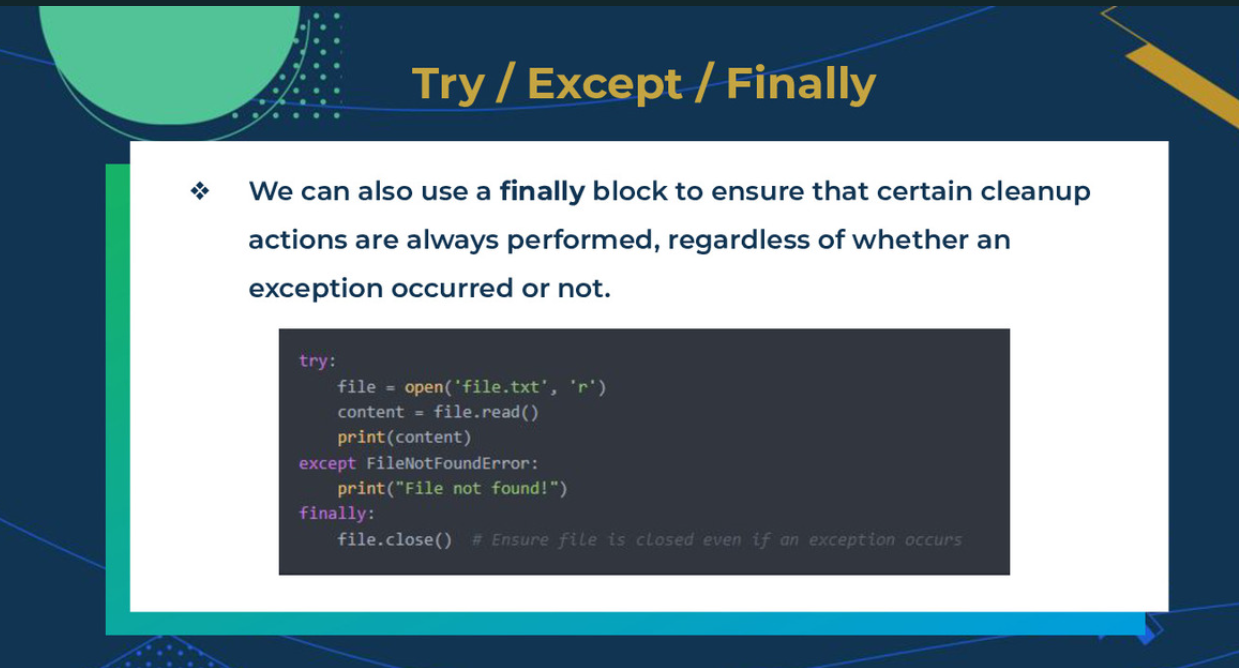 Try / Except / Finally
❖ We can also use a finally block to ensure that certain cleanup
actions are always performed, regardless of whether an
exception occurred or not.
try:
    file = open('file.txt', 'r')
    content = file.read()
    print(content)
except FileNotFoundError:
    print("File not found!")
finally:
    file.close()  # Ensure file is closed even if an exception occurs